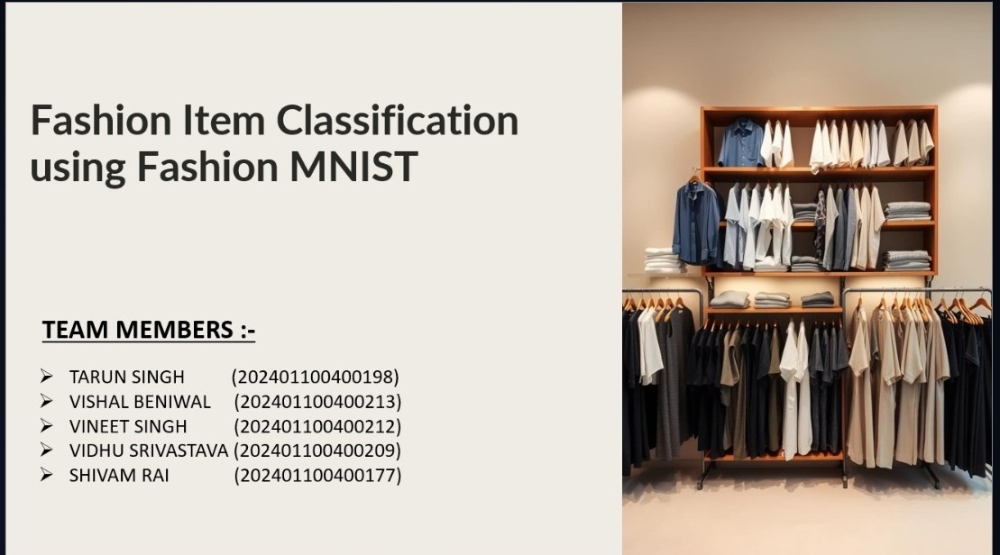 Fashion Item Classification
using Fashion MNIST
TEAM MEMBERS :-
➢ TARUN SINGH (202401100400198)
➢ VISHAL BENIWAL (202401100400213)
➢ VINEET SINGH (202401100400212)
➢ VIDHU SRIVASTAVA (202401100400209)
➢ SHIVAM RAI (202401100400177)